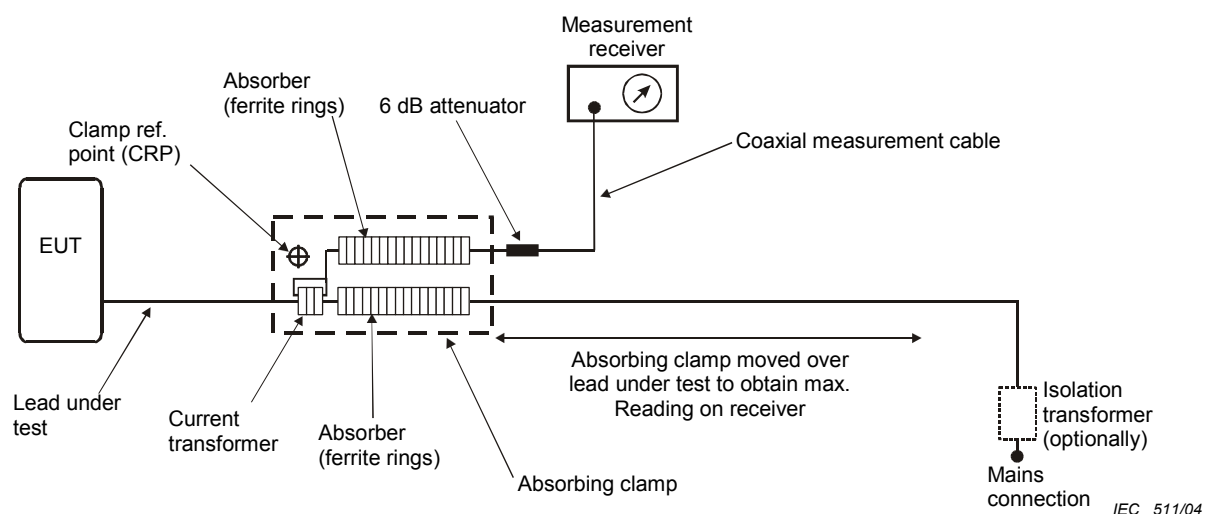 Measurement
receiver
Absorber
(ferrite rings)
6 dB attenuator
Clamp ref.
point (CRP)
Coaxial measurement cable
EUT
Absorbing clamp moved over
lead under test to obtain max.
Reading on receiver
Lead under
test
Current
transformer
Absorber
(ferrite rings)
Absorbing clamp
Isolation
transformer
(optionally)
Mains
connection
IEC 511/04